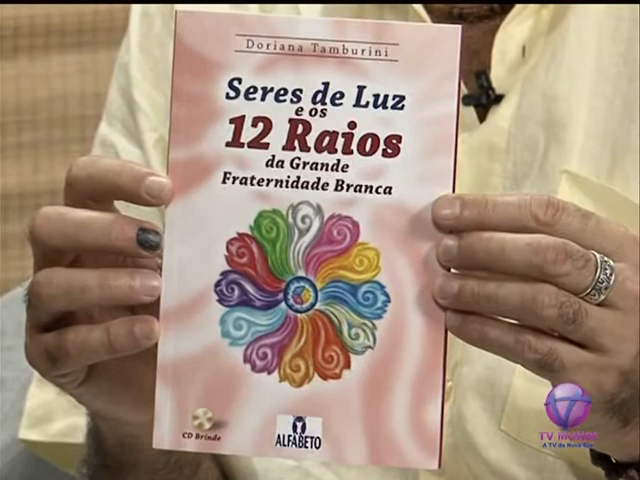 Doriana Tamburini
Seres de Luz
e os
12 Raios
da Grande
Fraternidade Branca
CD Brinde
ALFABETO
TV MUNDI
A TV da Nova Era